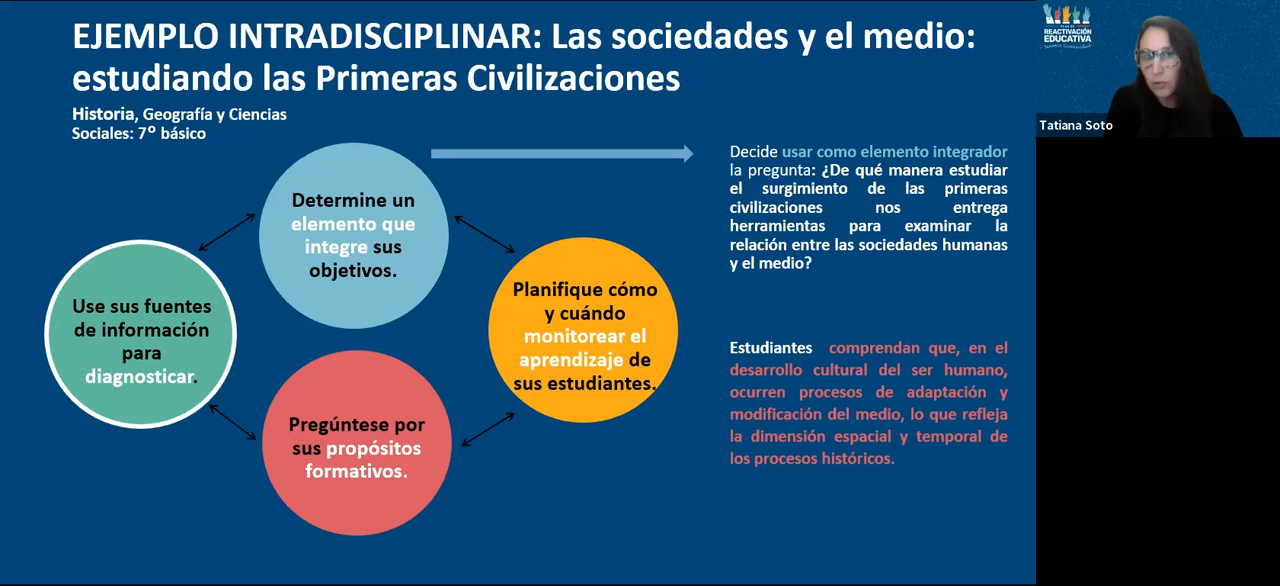 EJEMPLO INTRADISCIPLINAR: Las sociedades y el medio:
estudiando las Primeras Civilizaciones
Historia, Geografía y Ciencias
Sociales: 7° básico
Determine un
elemento que
integre sus
objetivos.
Use sus fuentes
de información
para
diagnosticar.
Planifique cómo
y cuándo
monitorear el
aprendizaje de
sus estudiantes.
Pregúntese por
sus propósitos
formativos.
Decide usar como elemento integrador
la pregunta: ¿De qué manera estudiar
el surgimiento de las primeras
civilizaciones nos entrega
herramientas para examinar la
relación entre las sociedades humanas
y el medio?
Estudiantes comprendan que, en el
desarrollo cultural del ser humano,
ocurren procesos de adaptación y
modificación del medio, lo que refleja
la dimensión espacial y temporal de
los procesos históricos.
REACTIVACIÓN
EDUCATIVA
Tatiana Soto